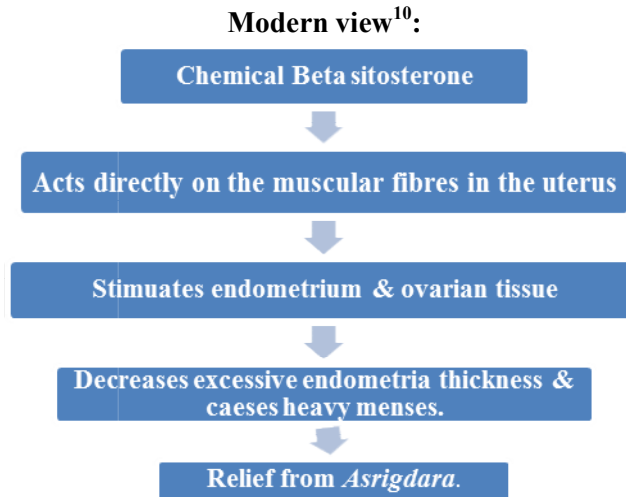 Modern view10:
Chemical Beta sitosterone
Acts directly on the muscular fibres in the uterus
Stimuates endometrium & ovarian tissue
Decreases excessive endometria thickness &
caeses heavy menses.
Relief from Asrigdara.